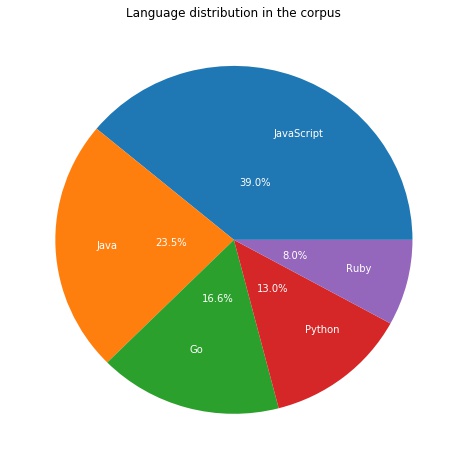 Language distribution in the corpus
JavaScript
39.0%
Java
23.5%
8.0%
Ruby
16.6%
13.0%
Python
Go